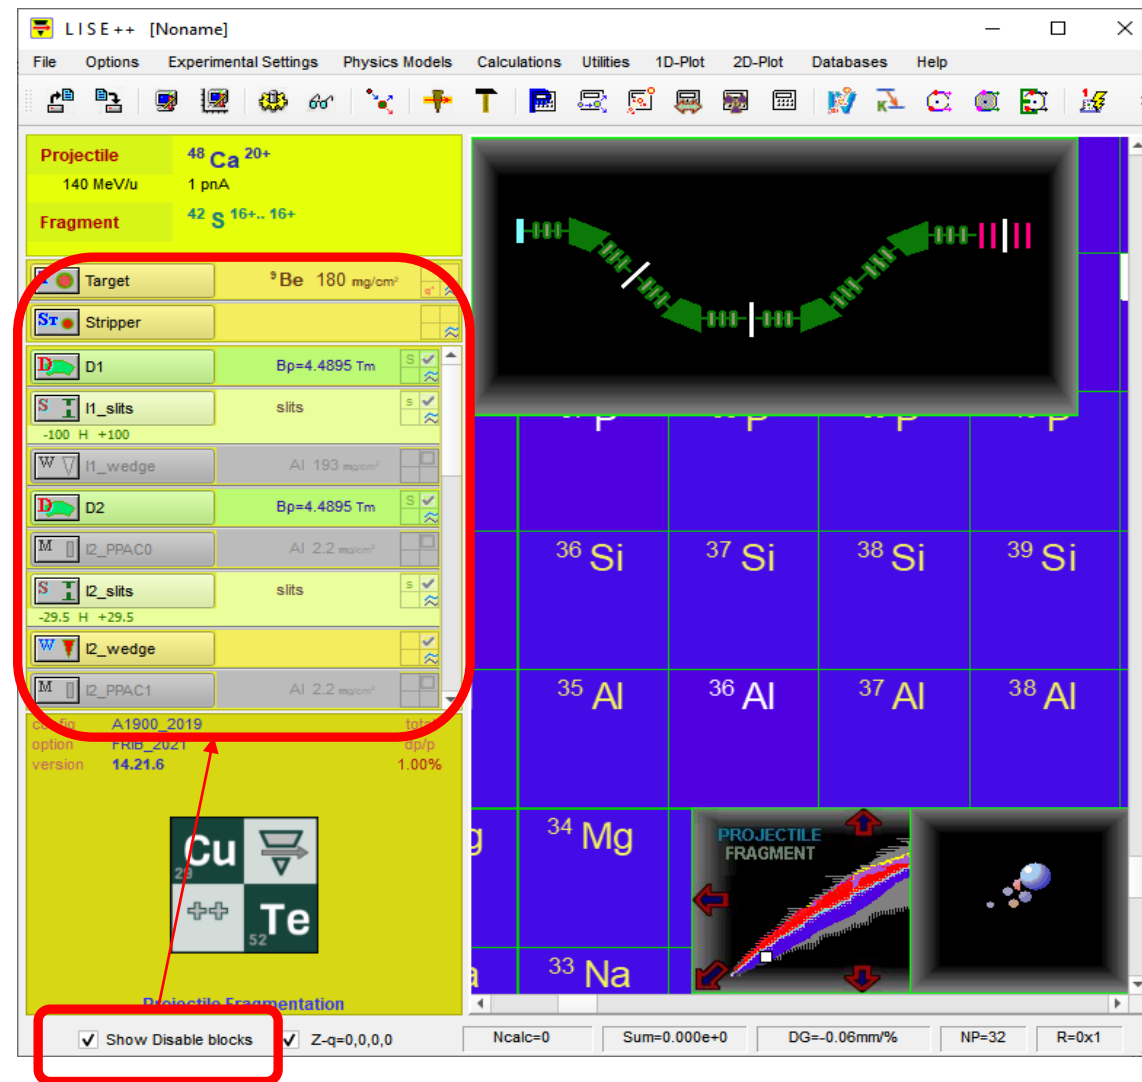 LISE++ [Noname]
File Options Experimental Settings Physics Models Calculations Utilities 1D-Plot 2D-Plot Databases Help
Projectile 48 Ca 20+
140 MeV/u 1 pnA
Fragment 42 S 16+.. 16+
Target 9 Be 180 mg/cm²
ST Stripper
D D1 Bρ=4.4895 Tm S
S I1_slits slits s
-100 H +100
W I1_wedge Al 193 mg/cm²
D D2 Bρ=4.4895 Tm S
M I2_PPAC0 Al 2.2 mg/cm²
S I2_slits slits s
-29.5 H +29.5
W I2_wedge
M I2_PPAC1 Al 2.2 mg/cm²
A1900_2019
option FRIB_2021 dp/p
version 14.21.6 1.00%
Cu
29
++ Te
52
Projectile Fragmentation
P P P P
36 Si 37 Si 38 Si 39 Si
35 Al 36 Al 37 Al 38 Al
34 Mg
33 Na
PROJECTILE
FRAGMENT
Show Disable blocks Z-q=0,0,0,0 Ncalc=0 Sum=0.000e+0 DG=-0.06mm/% NP=32 R=0x1